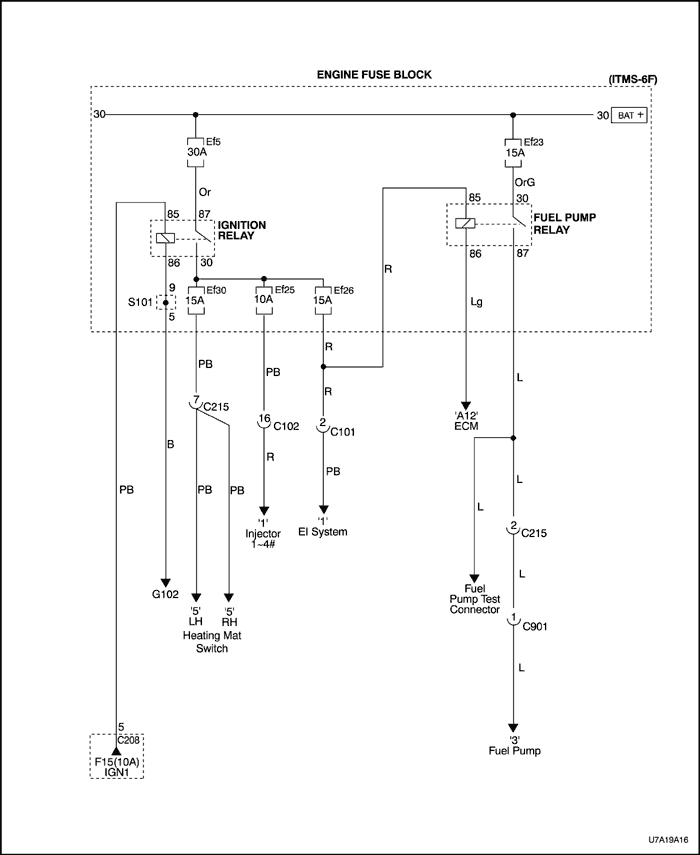 ENGINE FUSE BLOCK
(ITMS-6F)
30
30
BAT +
Ef5
30A
Ef23
15A
Or
OrG
85
87
IGNITION
RELAY
85
30
FUEL PUMP
RELAY
86
30
86
87
R
9
S101
5
Ef30
15A
Ef25
10A
Ef26
15A
Lg
R
PB
PB
L
R
7
C215
16
C102
2
C101
'A12'
ECM
B
R
PB
PB
PB
PB
L
L
'1'
Injector
1~4#
'1'
EI System
2
C215
L
G102
Fuel
Pump Test
Connector
'5'
LH
'5'
RH
Heating Mat
Switch
1
C901
L
5
C208
F15(10A)
IGN1
'3'
Fuel Pump
U7A19A16